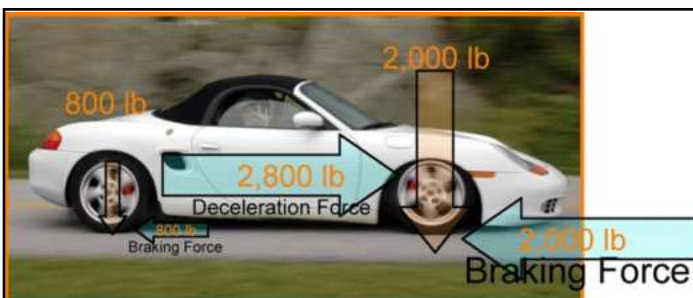 2,000 lb
800 lb
2,800 lb
Deceleration Force
800 lb
Braking Force
2,000 lb
Braking Force